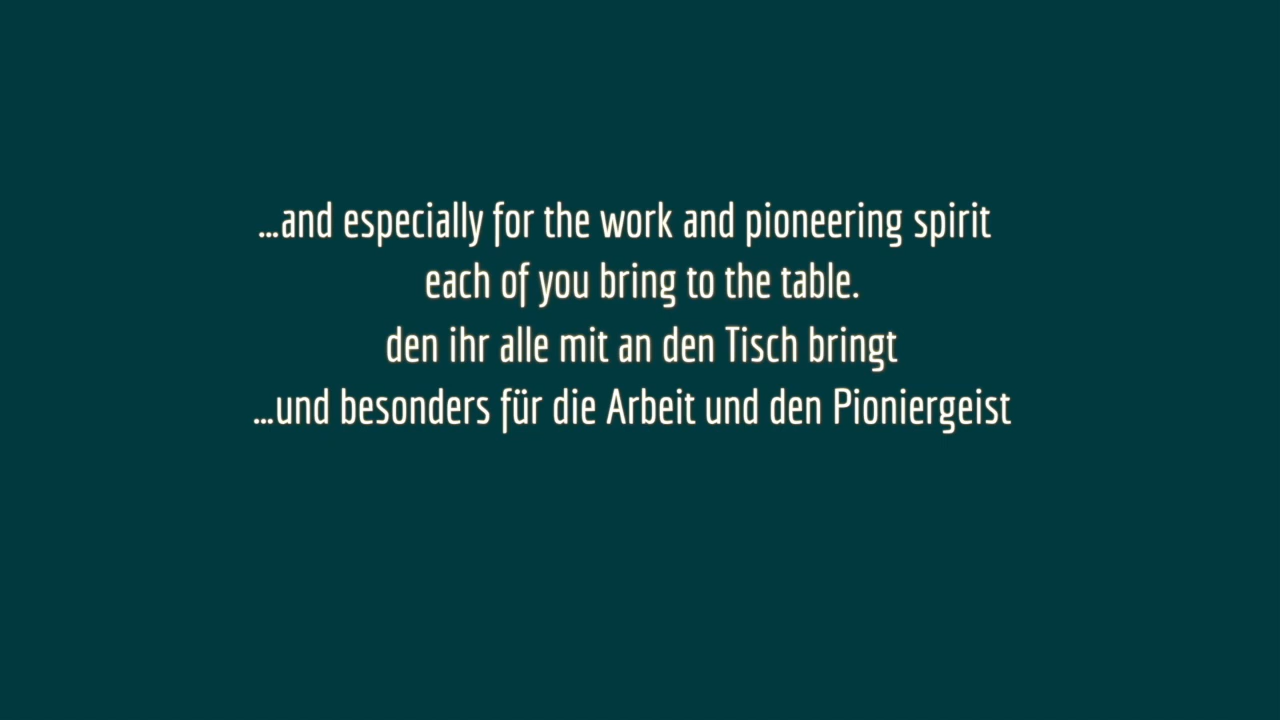 ...and especially for the work and pioneering spirit
each of you bring to the table.
den ihr alle mit an den Tisch bringt
...und besonders für die Arbeit und den Pioniergeist